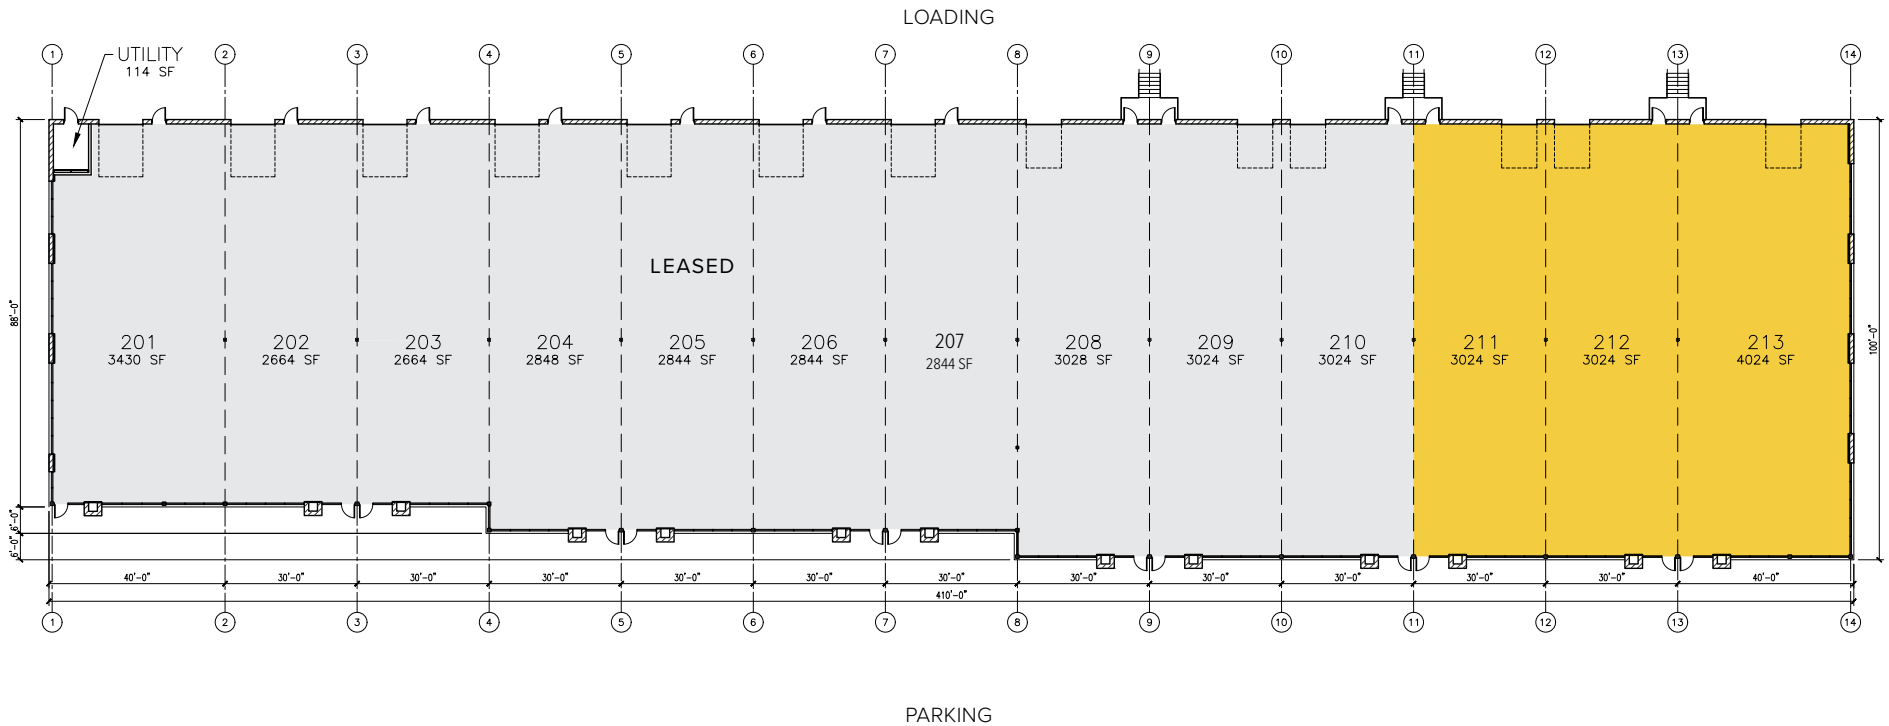 LOADING
1 2 3 4 5 6 7 8 9 10 11 12 13 14
UTILITY
114 SF
LEASED
88'-0"
100'-0"
201 202 203 204 205 206 207 208 209 210 211 212 213
3430 SF 2664 SF 2664 SF 2848 SF 2844 SF 2844 SF 2844 SF 3028 SF 3024 SF 3024 SF 3024 SF 3024 SF 4024 SF
6'-0"
6'-0"
40'-0" 30'-0" 30'-0" 30'-0" 30'-0" 30'-0" 30'-0" 30'-0" 30'-0" 30'-0" 30'-0" 30'-0" 40'-0"
410'-0"
1 2 3 4 5 6 7 8 9 10 11 12 13 14
PARKING